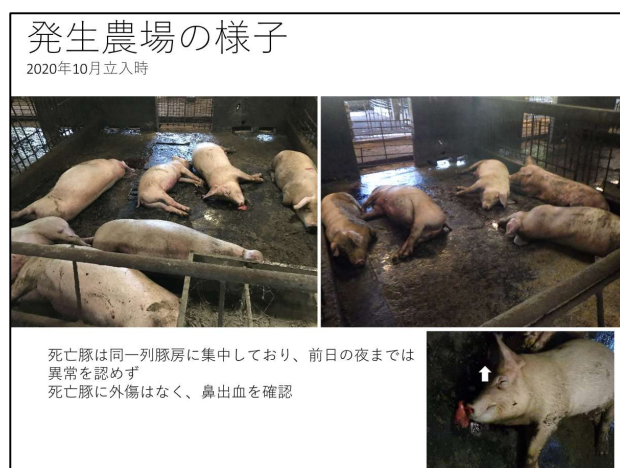 発生農場の様子
2020年10月立入時
死亡豚は同一列豚房に集中しており、前日の夜までは
異常を認めず
死亡豚に外傷はなく、鼻出血を確認